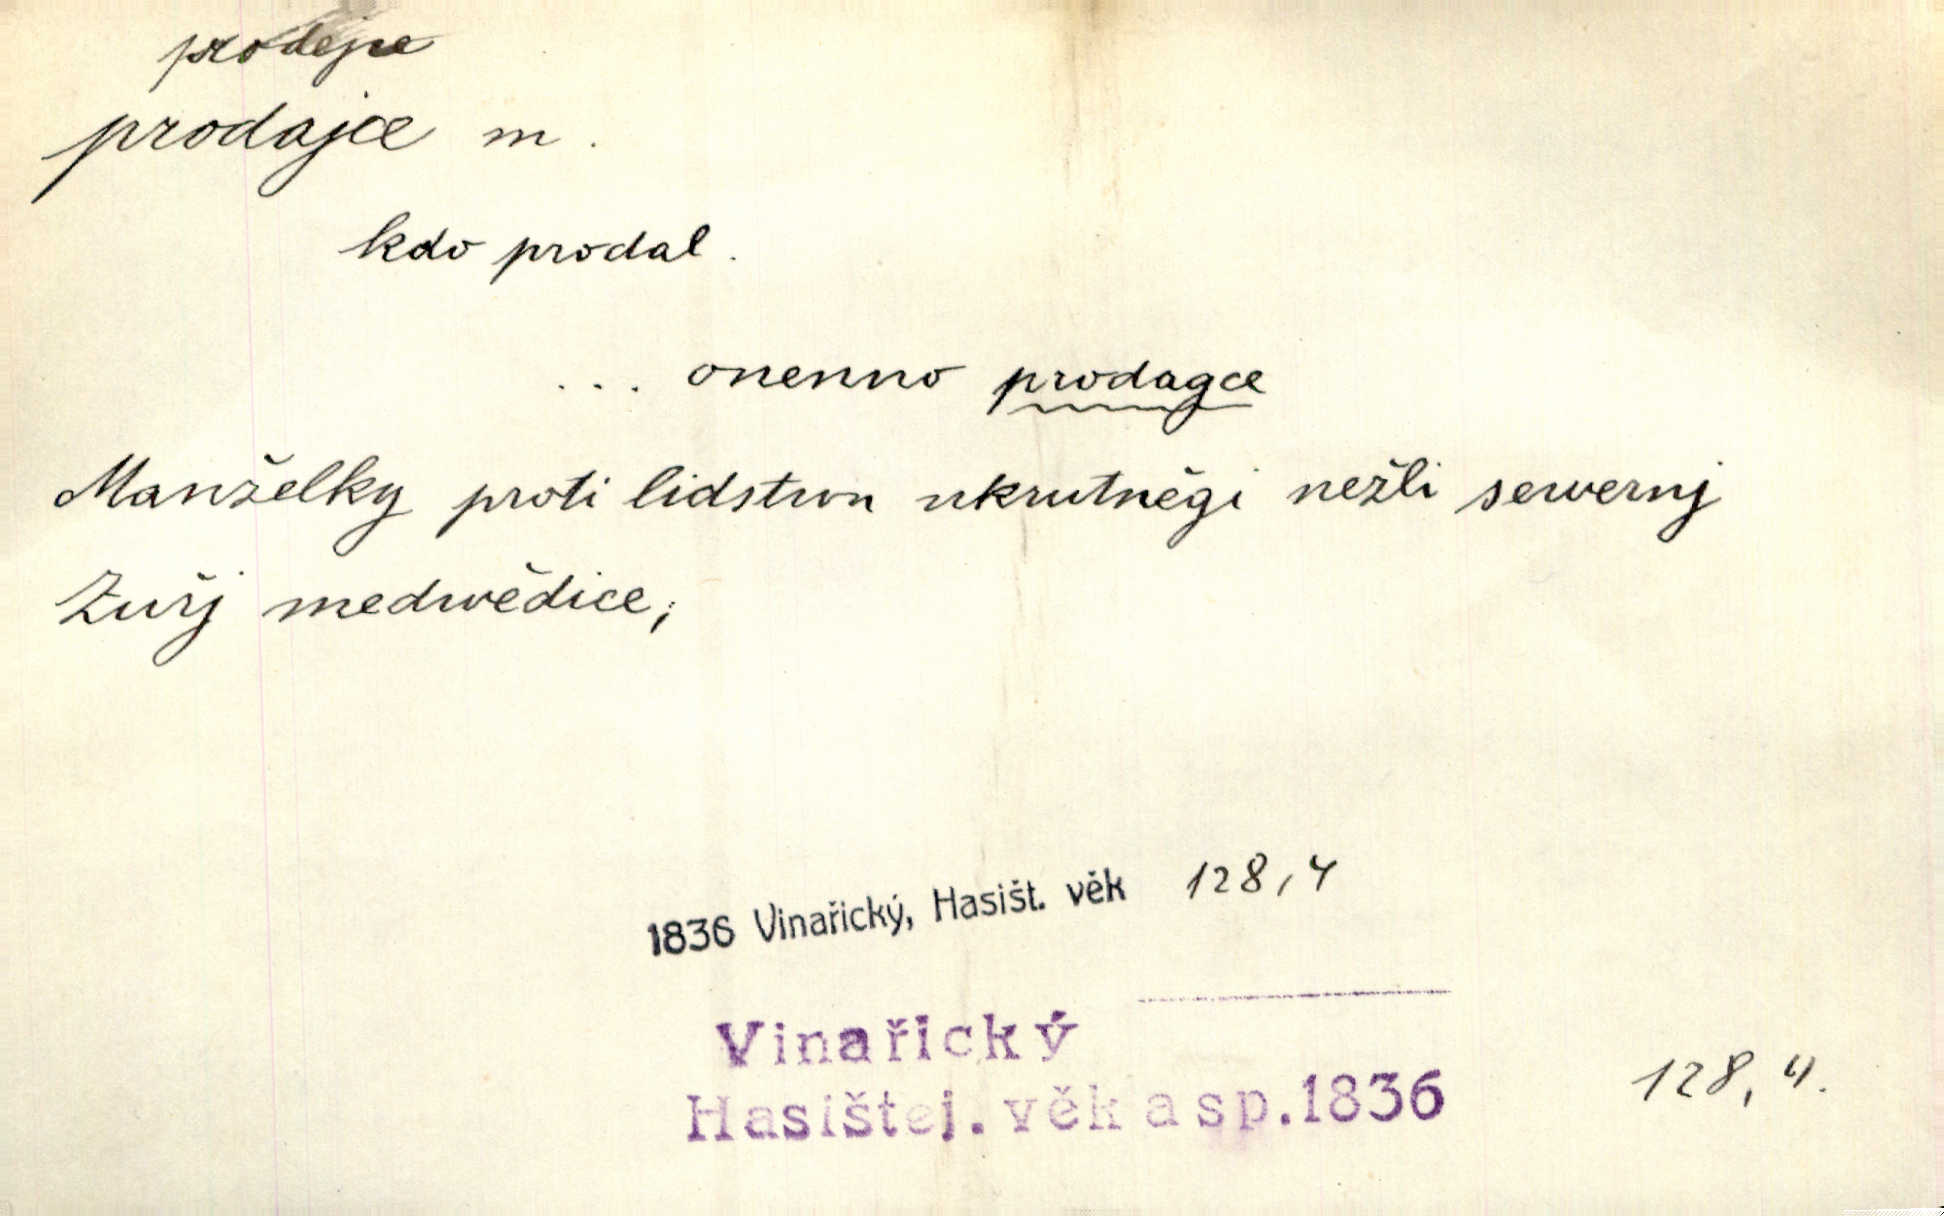 prodejce
prodajce m.
kdo prodal.
... onenno prodagce
Manželky proti lidstwu ukrutněgi nežli sewernj
Zuřj medwědice;
1836 Vinařický, Hasišt. věk 128,4
Vinařický
Hasištej. věk a sp. 1836 128,4.